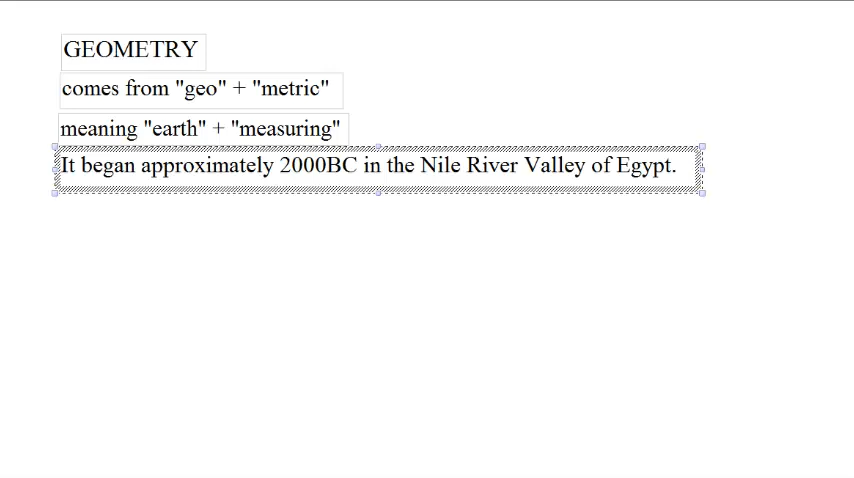 GEOMETRY
comes from "geo" + "metric"
meaning "earth" + "measuring"
It began approximately 2000BC in the Nile River Valley of Egypt.